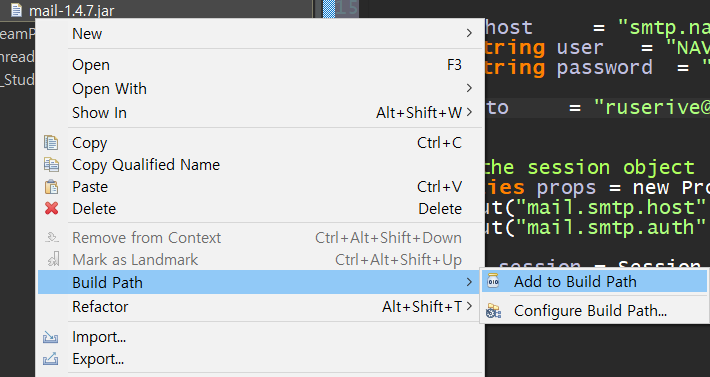 mail-1.4.7.jar
15
eamP
hread
_Stud
host = "smtp.na
tring user = "NAV
tring password = "
to = "ruserive@
the session object
ies props = new Pro
ut("mail.smtp.host"
ut("mail.smtp.auth"
session = Session
New
Open F3
Open With
Show In Alt+Shift+W
Copy Ctrl+C
Copy Qualified Name
Paste Ctrl+V
Delete Delete
Remove from Context Ctrl+Alt+Shift+Down
Mark as Landmark Ctrl+Alt+Shift+Up
Build Path
Refactor Alt+Shift+T
Import...
Export...
Add to Build Path
Configure Build Path...